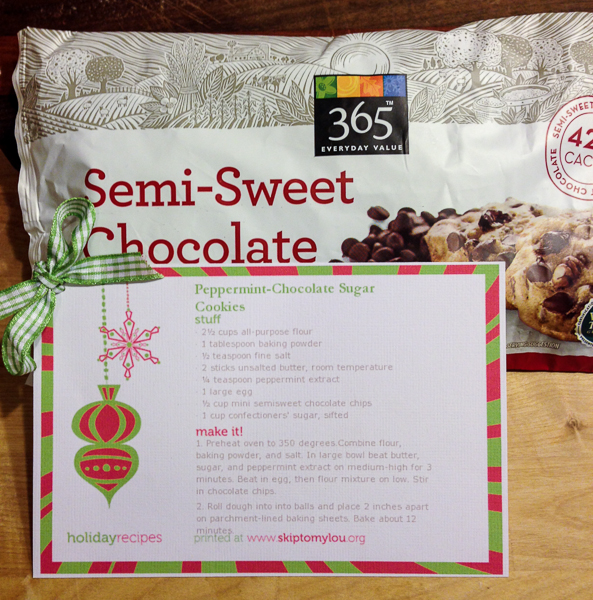 365™
EVERYDAY VALUE
Semi-Sweet
Chocolate
SEMI-SWEET
42
CAC
CHOCOLATE
Peppermint-Chocolate Sugar
Cookies
stuff
2½ cups all-purpose flour
1 tablespoon baking powder
½ teaspoon fine salt
2 sticks unsalted butter, room temperature
¼ teaspoon peppermint extract
1 large egg
½ cup mini semisweet chocolate chips
1 cup confectioners' sugar, sifted
make it!
1. Preheat oven to 350 degrees.Combine flour,
baking powder, and salt. In large bowl beat butter,
sugar, and peppermint extract on medium-high for 3
minutes. Beat in egg, then flour mixture on low. Stir
in chocolate chips.
2. Roll dough into into balls and place 2 inches apart
on parchment-lined baking sheets. Bake about 12
minutes
holidayrecipes
printed at www.skiptomylou.org